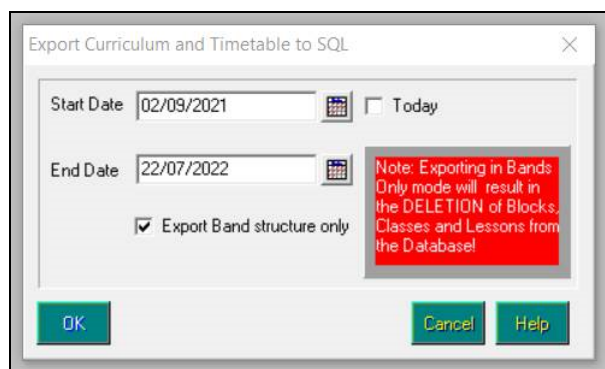 Export Curriculum and Timetable to SQL
Start Date 02/09/2021 Today
End Date 22/07/2022
Note: Exporting in Bands
Only mode will result in
the DELETION of Blocks,
Classes and Lessons from
the Database!
Export Band structure only
OK Cancel Help